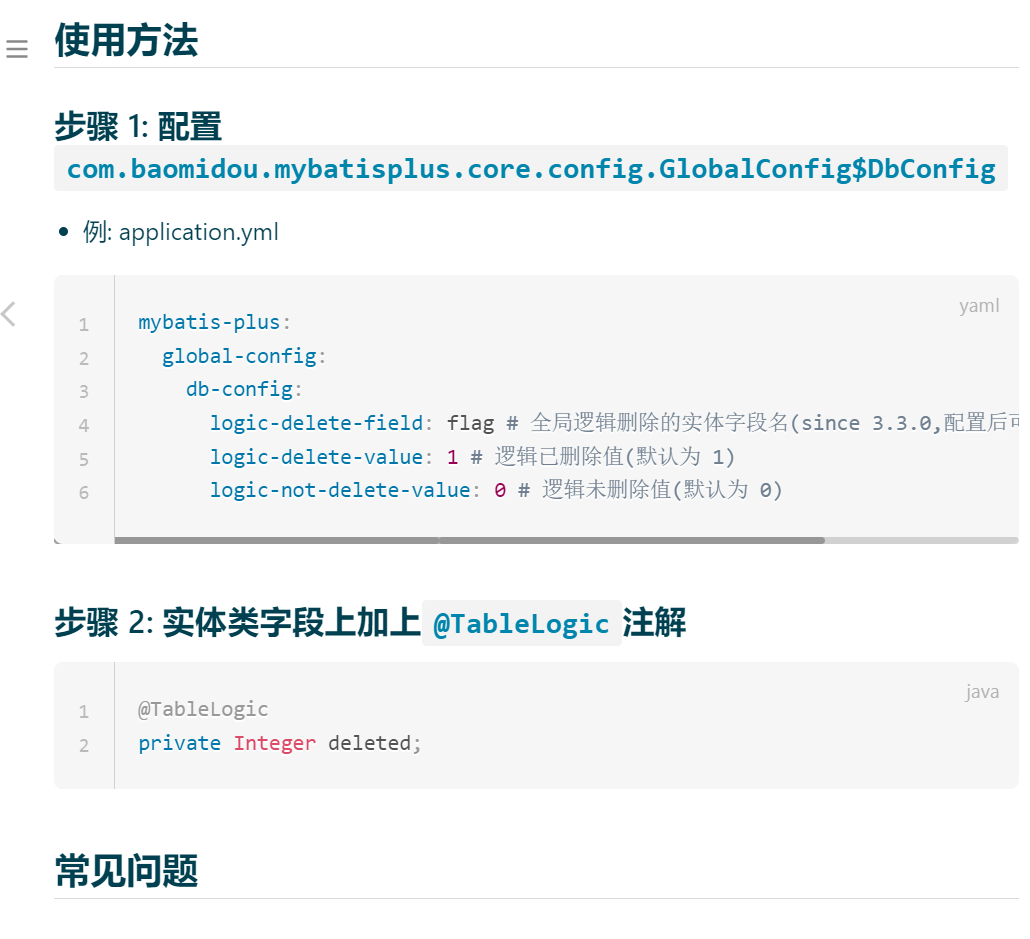 使用方法
步骤 1: 配置
com.baomidou.mybatisplus.core.config.GlobalConfig$DbConfig
例: application.yml
yaml
1 mybatis-plus:
2 global-config:
3 db-config:
4 logic-delete-field: flag # 全局逻辑删除的实体字段名(since 3.3.0,配置后
5 logic-delete-value: 1 # 逻辑已删除值(默认为 1)
6 logic-not-delete-value: 0 # 逻辑未删除值(默认为 0)
步骤 2: 实体类字段上加上 @TableLogic 注解
java
1 @TableLogic
2 private Integer deleted;
常见问题